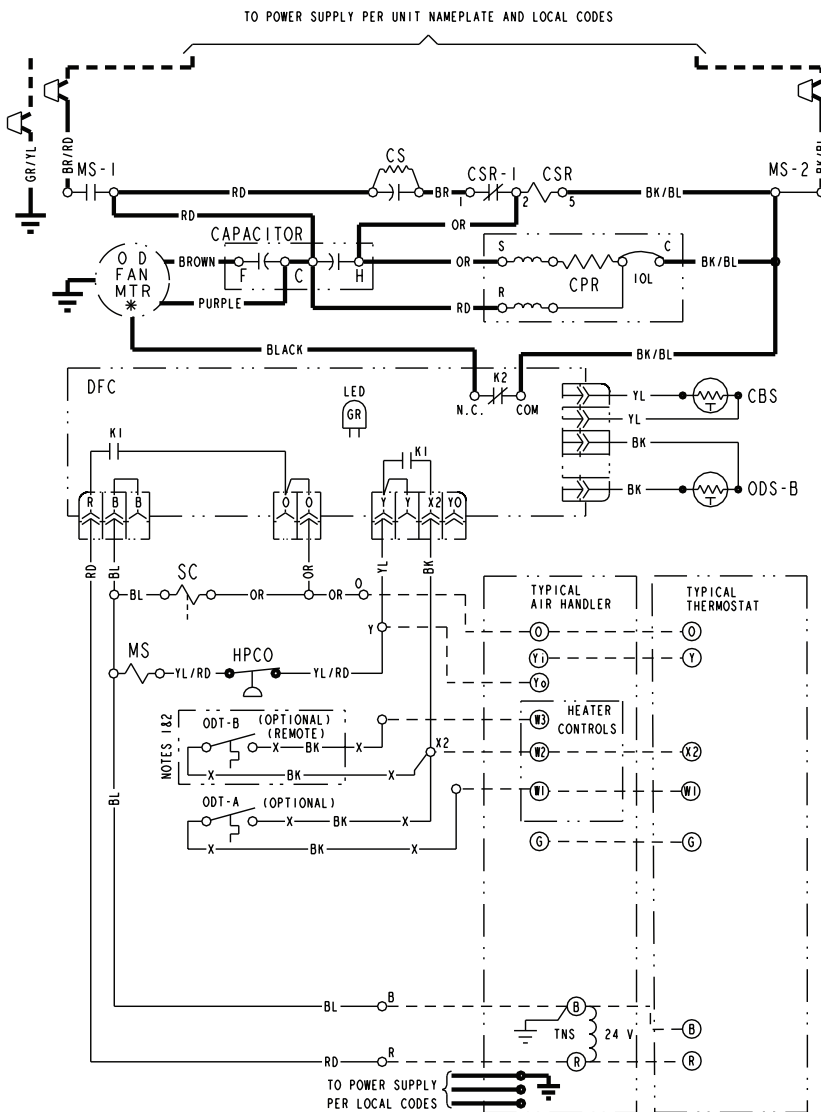 TO POWER SUPPLY PER UNIT NAMEPLATE AND LOCAL CODES
GR/YL
BR/RD
BK/BL
MS-1
CS
CSR-1
CSR
MS-2
RD
BR
1
2
5
BK/BL
RD
OR
CAPACITOR
O D
FAN
MTR
*
BROWN
F
C
H
OR
S
CPR
IOL
C
BK/BL
PURPLE
RD
R
BLACK
BK/BL
DFC
LED
GR
K2
N.C.
COM
YL
CBS
YL
BK
BK
ODS-B
K1
K1
R
B
B
O
O
Y
Y
X2
YO
RD
BL
OR
YL
BK
SC
BL
OR
OR
O
TYPICAL
AIR HANDLER
TYPICAL
THERMOSTAT
O
O
Y
MS
HPCO
YL/RD
YL/RD
Yi
Y
Yo
NOTES 1&2
ODT-B
(OPTIONAL)
(REMOTE)
X
BK
X
X
BK
X
X2
HEATER
CONTROLS
W3
W2
X2
W1
W1
BL
ODT-A
(OPTIONAL)
X
BK
X
X
BK
X
G
G
BL
B
B
TNS
24 V
B
RD
R
R
R
TO POWER SUPPLY
PER LOCAL CODES